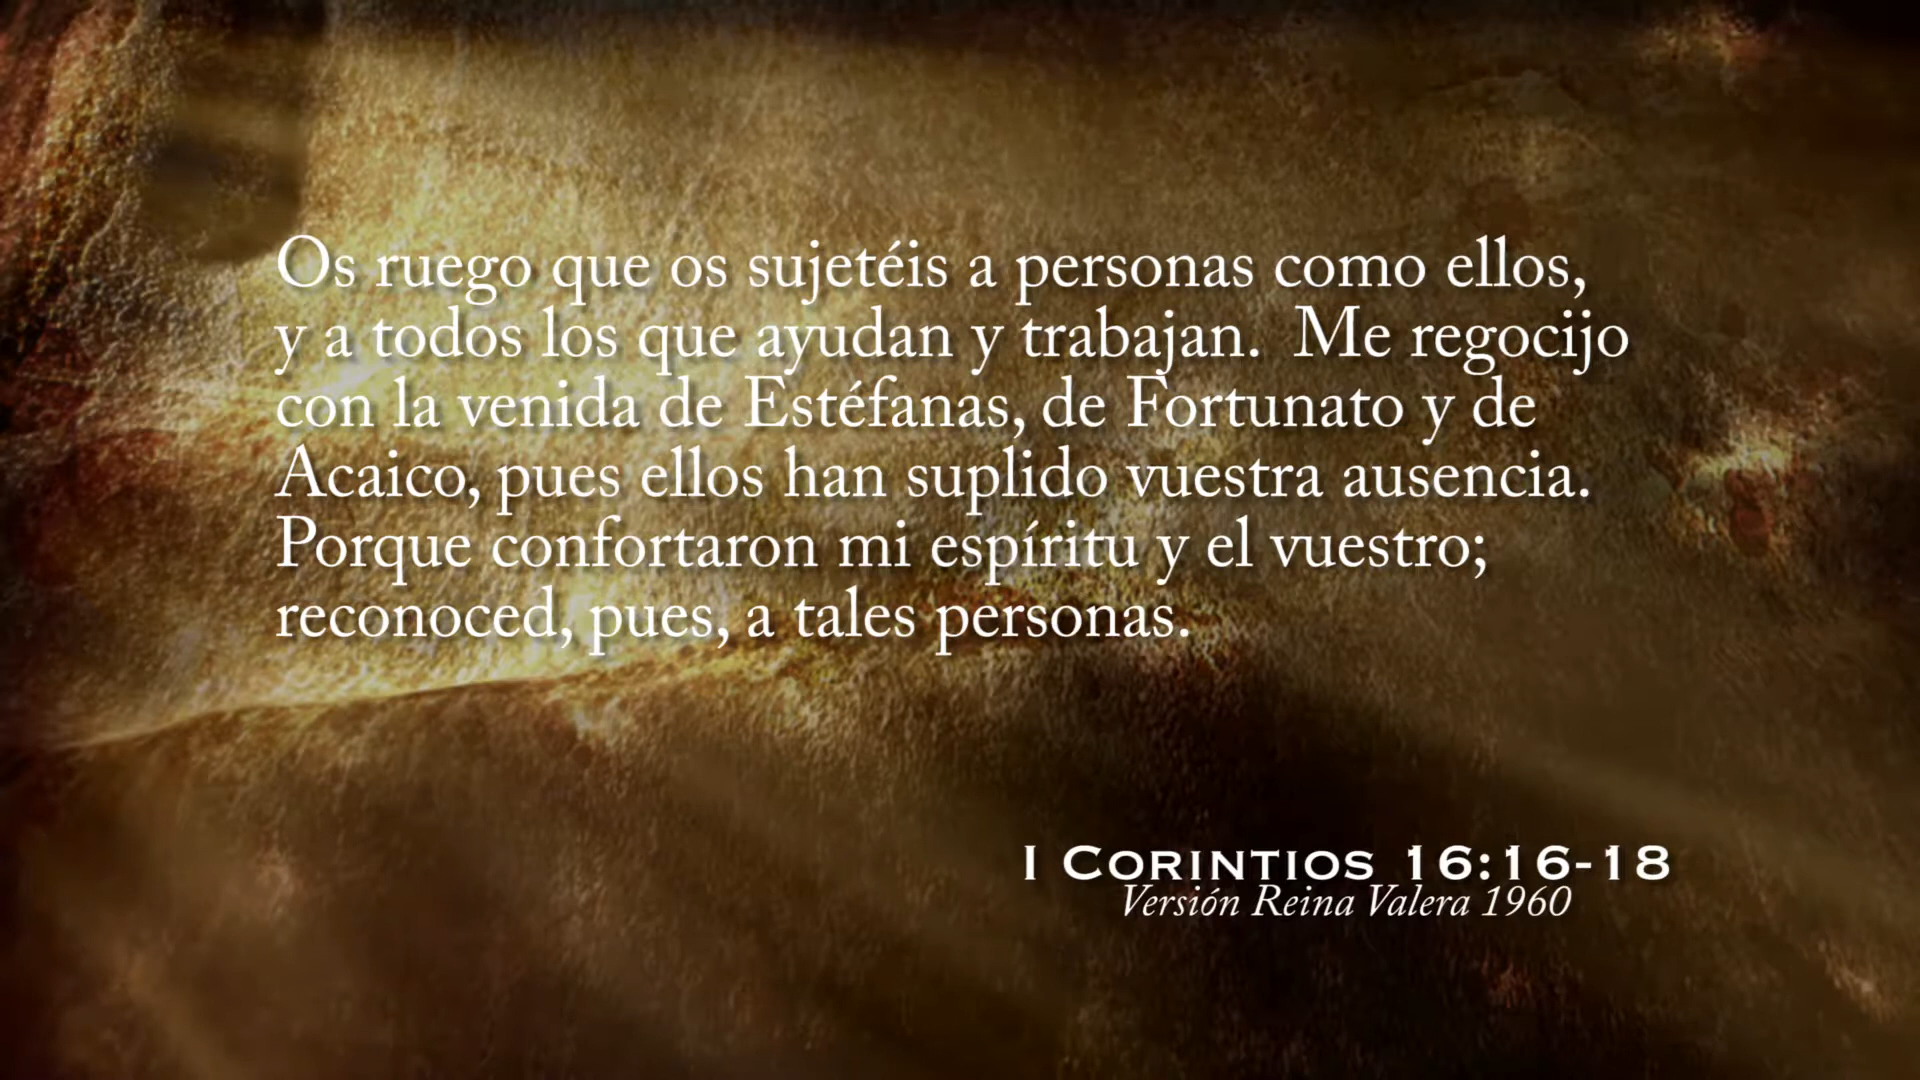 Os ruego que os sujetéis a personas como ellos,
y a todos los que ayudan y trabajan.  Me regocijo
con la venida de Estéfanas, de Fortunato y de
Acaico, pues ellos han suplido vuestra ausencia.
Porque confortaron mi espíritu y el vuestro;
reconoced, pues, a tales personas.
I Corintios 16:16-18
Versión Reina Valera 1960